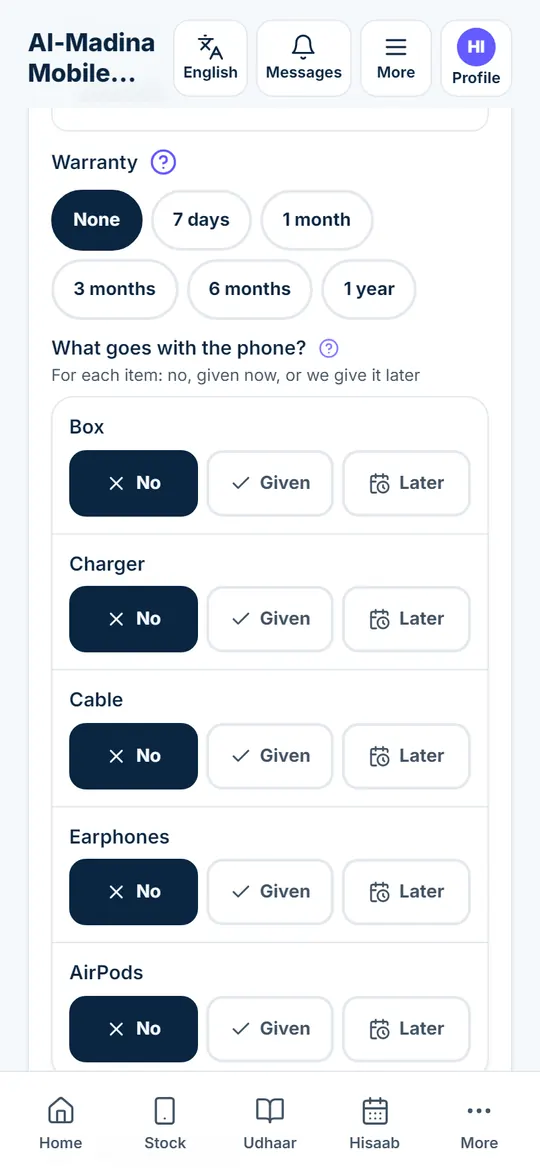 Al-Madina
Mobile...
English
Messages
More
HI
Profile
Warranty ?
None
7 days
1 month
3 months
6 months
1 year
What goes with the phone? ?
For each item: no, given now, or we give it later
Box
No
Given
Later
Charger
No
Given
Later
Cable
No
Given
Later
Earphones
No
Given
Later
AirPods
No
Given
Later
Home
Stock
Udhaar
Hisaab
More